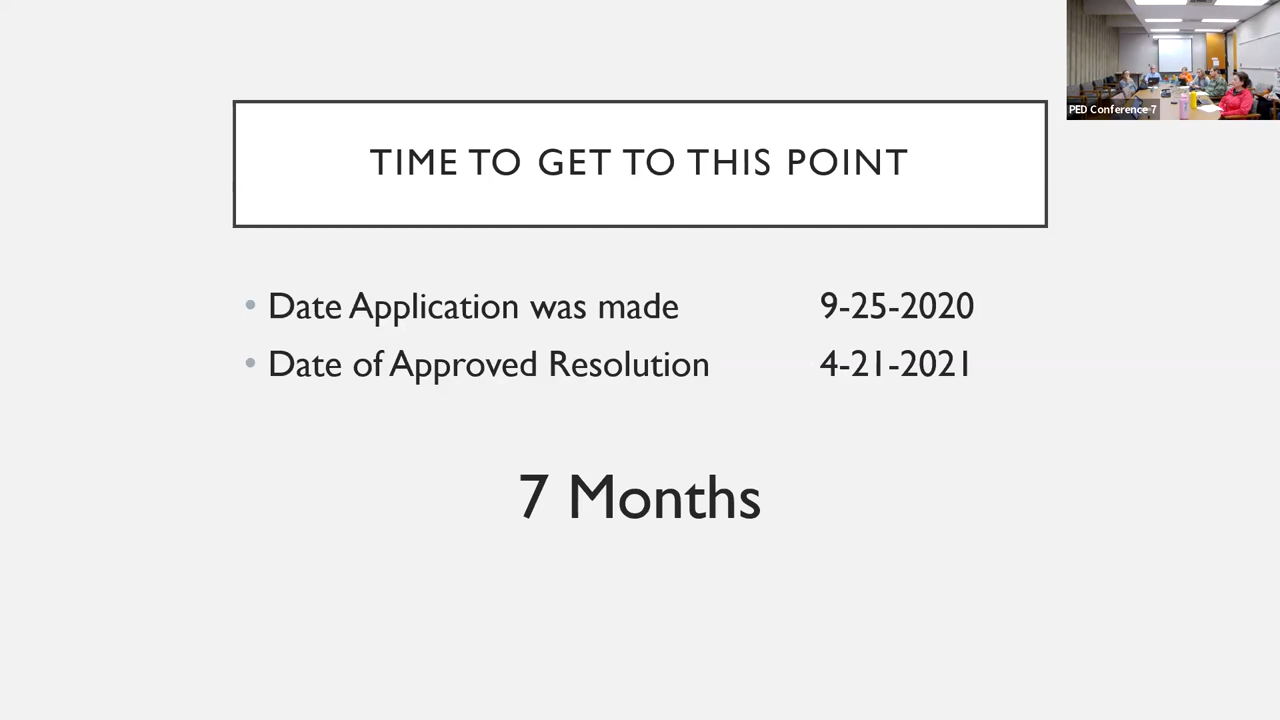 PED Conference 7
TIME TO GET TO THIS POINT
• Date Application was made 9-25-2020
• Date of Approved Resolution 4-21-2021
7 Months